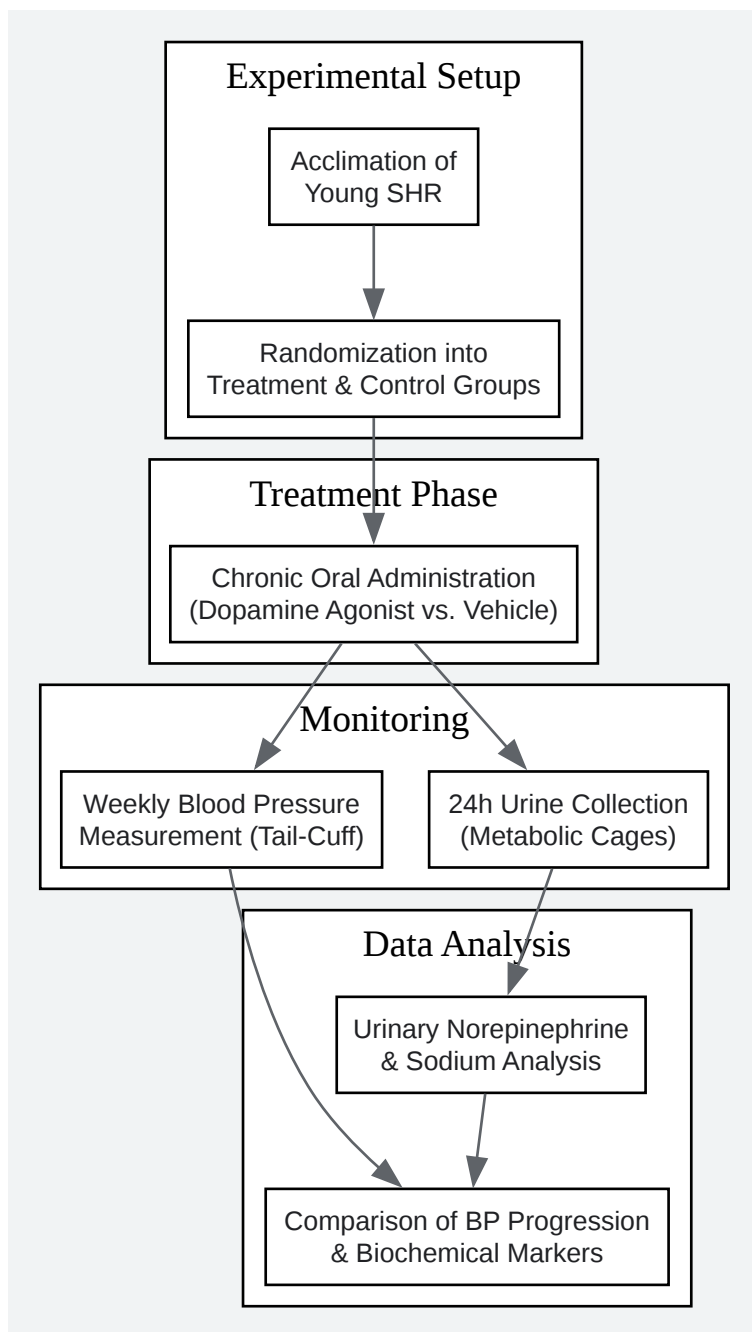 Experimental Setup
Acclimation of
Young SHR
Randomization into
Treatment & Control Groups
Treatment Phase
Chronic Oral Administration
(Dopamine Agonist vs. Vehicle)
Monitoring
Weekly Blood Pressure
Measurement (Tail-Cuff)
24h Urine Collection
(Metabolic Cages)
Data Analysis
Urinary Norepinephrine
& Sodium Analysis
Comparison of BP Progression
& Biochemical Markers